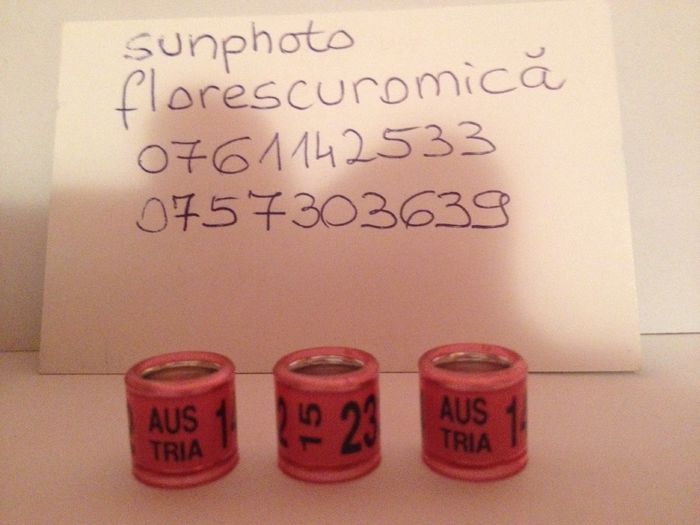 sunphoto
florescuromică
0761142533
0757303639
AUS
TRIA
15
23
AUS
TRIA